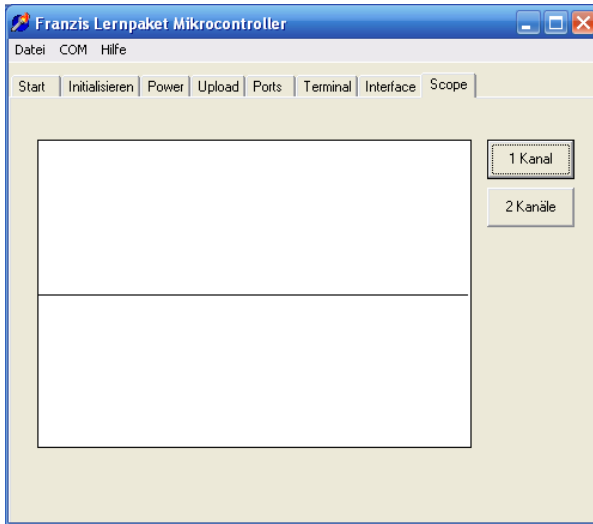 Franzis Lernpaket Mikrocontroller
Datei COM Hilfe
Start Initialisieren Power Upload Ports Terminal Interface Scope
1 Kanal
2 Kanäle